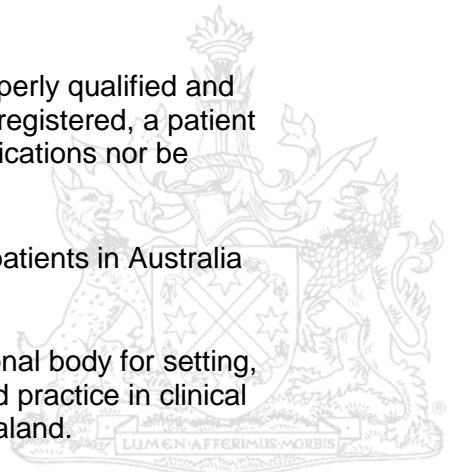 perly qualified and
registered, a patient
ications nor be
patients in Australia
nal body for setting,
d practice in clinical
aland.
LUMEN·AFFERIMUS·MORBIS
®